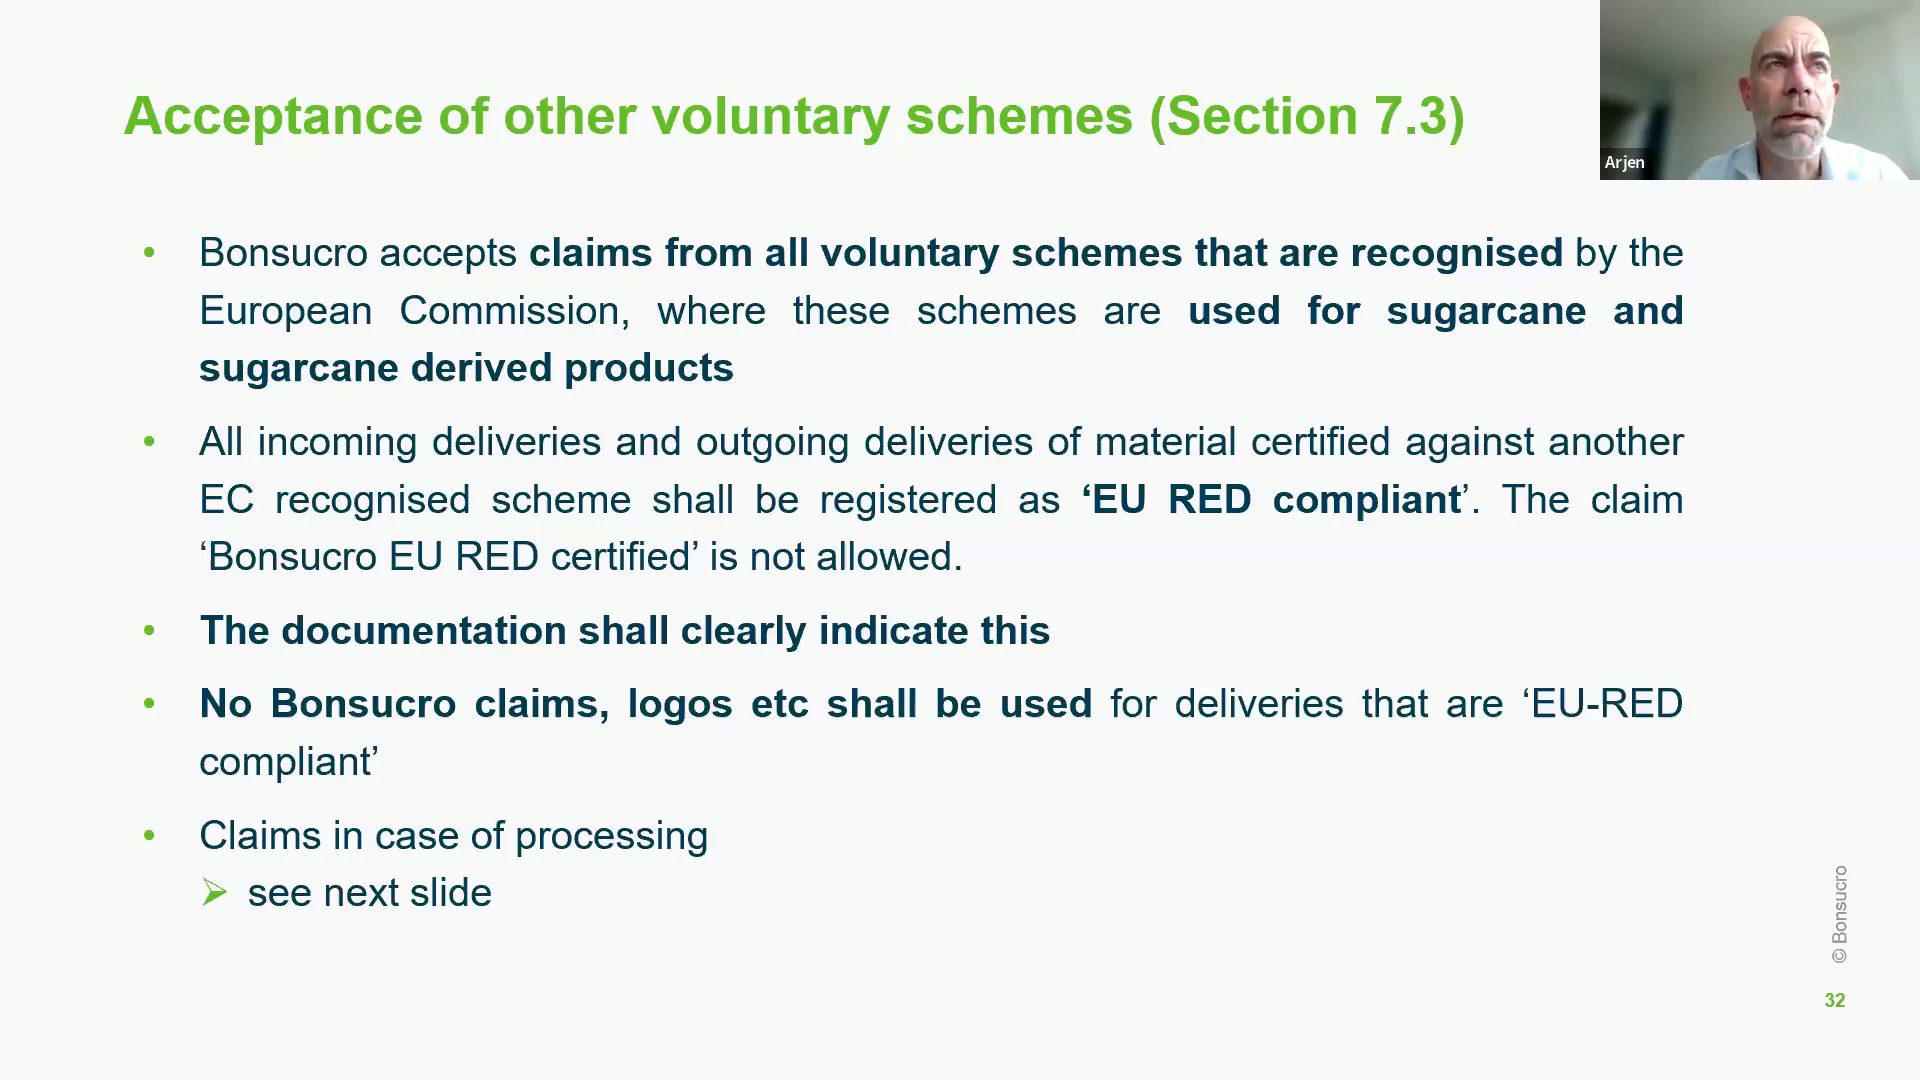 Acceptance of other voluntary schemes (Section 7.3)
Arjen
• Bonsucro accepts claims from all voluntary schemes that are recognised by the
European Commission, where these schemes are used for sugarcane and
sugarcane derived products
• All incoming deliveries and outgoing deliveries of material certified against another
EC recognised scheme shall be registered as ‘EU RED compliant’. The claim
‘Bonsucro EU RED certified’ is not allowed.
• The documentation shall clearly indicate this
• No Bonsucro claims, logos etc shall be used for deliveries that are ‘EU-RED
compliant’
• Claims in case of processing
➢ see next slide
© Bonsucro
32